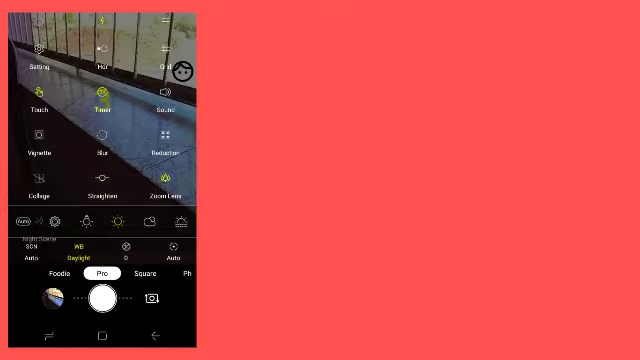 Setting Hdr Grid
Touch Timer Sound
Vignette Blur Reduction
Collage Straighten Zoom Lens
Auto
Night Scene
SCN WB
Auto Daylight 0 Auto
Foodie Pro Square Ph